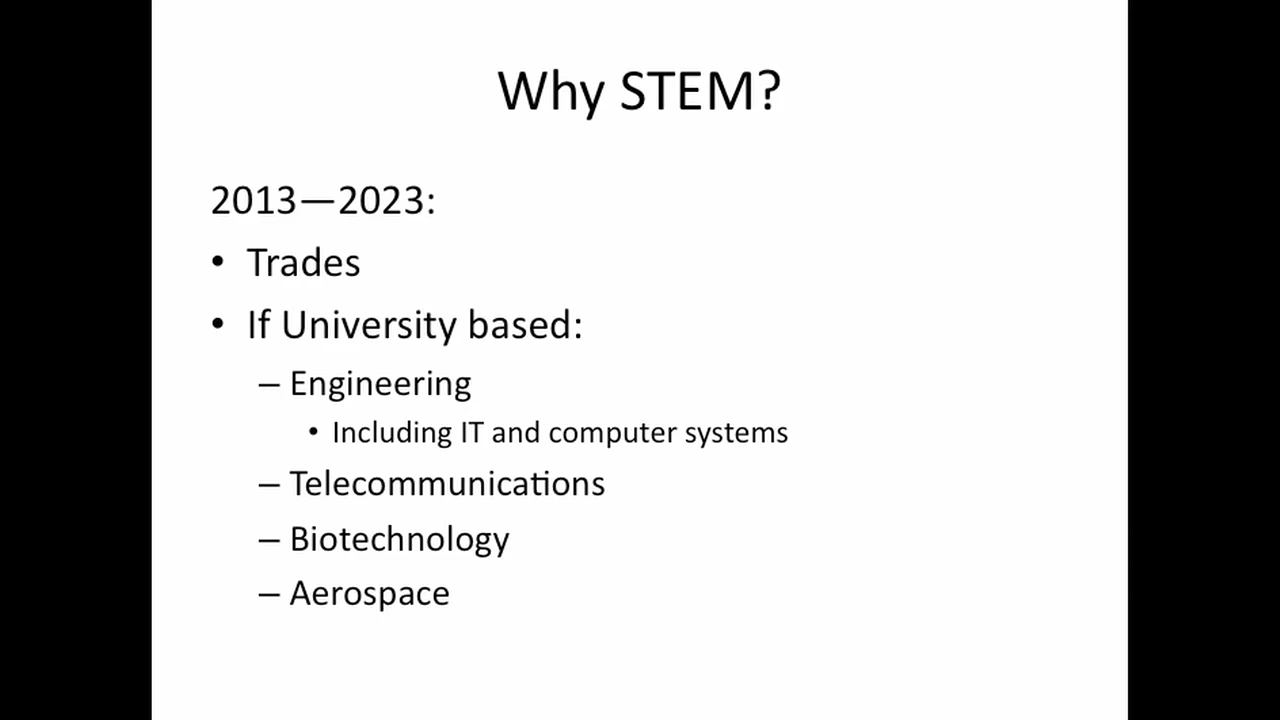 Why STEM?
2013—2023:
• Trades
• If University based:
– Engineering
• Including IT and computer systems
– Telecommunications
– Biotechnology
– Aerospace